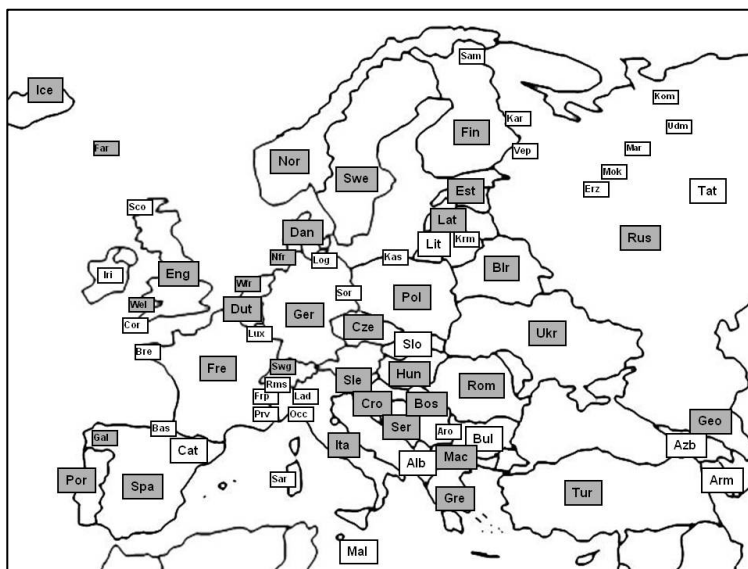 Sam
Ice
Kom
Kar
Udm
Fin
Far
Mar
Vep
Nor
Mok
Swe
Erz
Tat
Est
Sco
Lat
Dan
Rus
Krm
Lit
Nfr
Log
Kas
Blr
Iri
Eng
Wfr
Sor
Pol
Wel
Dut
Ger
Cor
Cze
Lux
Ukr
Slo
Bre
Fre
Swg
Hun
Sle
Rms
Rom
Frp
Lad
Cro
Bos
Prv
Occ
Geo
Ser
Bas
Aro
Gal
Bul
Ita
Azb
Cat
Mac
Alb
Sar
Arm
Por
Spa
Gre
Tur
Mal